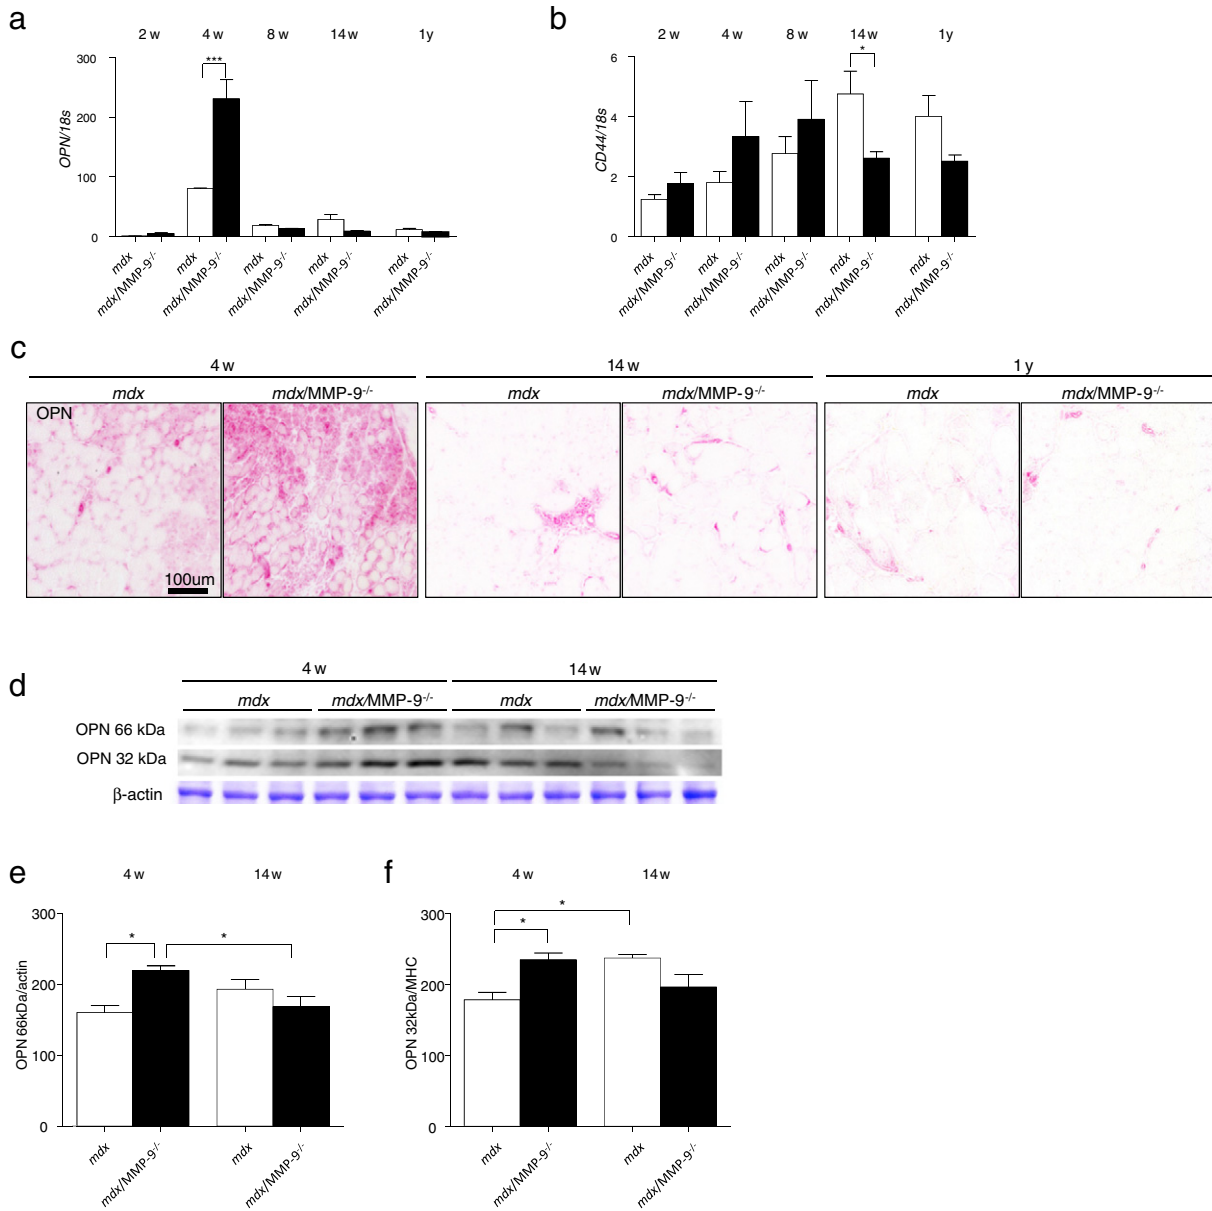 a
2 w 4 w 8 w 14 w 1y
***
300
200
100
0
OPN/18s
mdx mdx/MMP-9-/- mdx mdx/MMP-9-/- mdx mdx/MMP-9-/- mdx mdx/MMP-9-/- mdx mdx/MMP-9-/-
b
2 w 4 w 8 w 14 w 1y
*
6
4
2
0
CD44/18s
mdx mdx/MMP-9-/- mdx mdx/MMP-9-/- mdx mdx/MMP-9-/- mdx mdx/MMP-9-/- mdx mdx/MMP-9-/-
c
4 w 14 w 1 y
mdx mdx/MMP-9-/- mdx mdx/MMP-9-/- mdx mdx/MMP-9-/-
OPN
100um
d
4 w 14 w
mdx mdx/MMP-9-/- mdx mdx/MMP-9-/-
OPN 66 kDa
OPN 32 kDa
β-actin
e
4 w 14 w
* *
300
200
100
0
OPN 66kDa/actin
mdx mdx/MMP-9-/- mdx mdx/MMP-9-/-
f
4 w 14 w
*
*
300
200
100
0
OPN 32kDa/MHC
mdx mdx/MMP-9-/- mdx mdx/MMP-9-/-